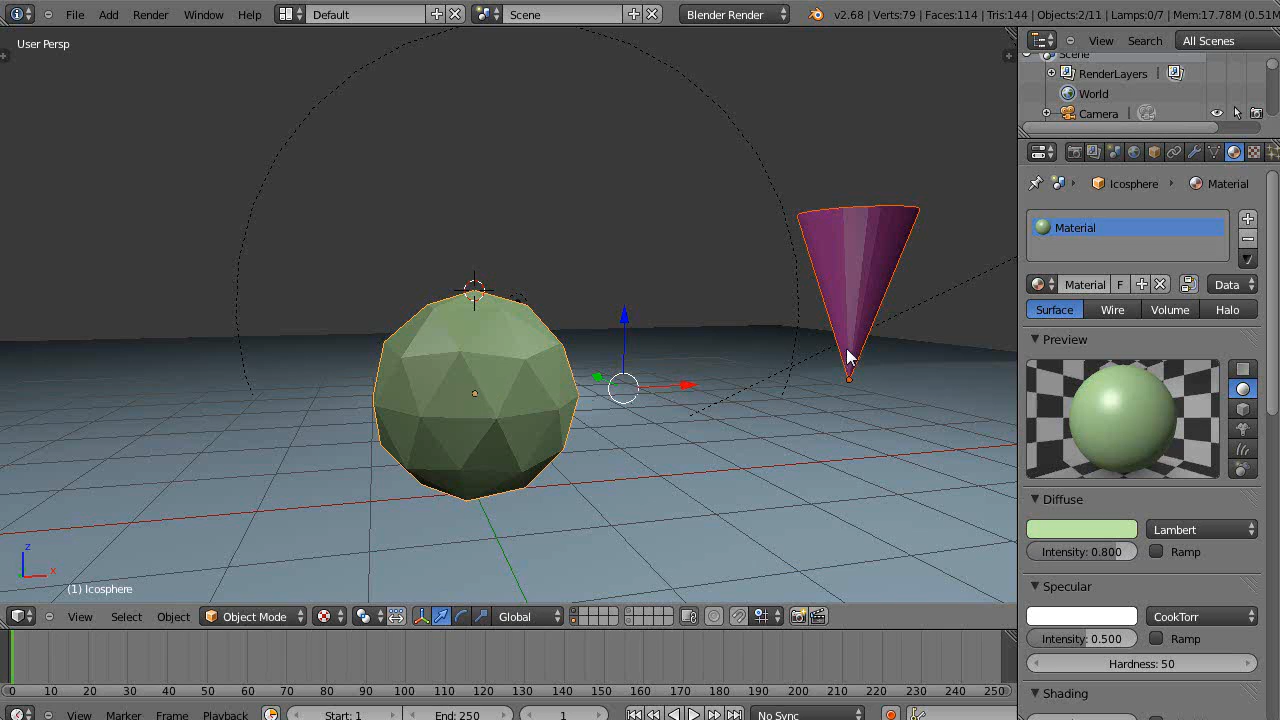 File Add Render Window Help Default Scene Blender Render v2.68 | Verts:79 | Faces:114 | Tris:144 | Objects:2/11 | Lamps:0/7 | Mem:17.78M (0.51M
User Persp
View Search All Scenes
Scene
RenderLayers
World
Camera
Icosphere Material
Material
Material F Data
Surface Wire Volume Halo
Preview
Diffuse
Lambert
Intensity: 0.800 Ramp
Specular
CookTorr
Intensity: 0.500 Ramp
Hardness: 50
Shading
z
x
(1) Icosphere
View Select Object Object Mode Global
0 10 20 30 40 50 60 70 80 90 100 110 120 130 140 150 160 170 180 190 200 210 220 230 240 250
View Marker Frame Playback Start: 1 End: 250 1 No Sync